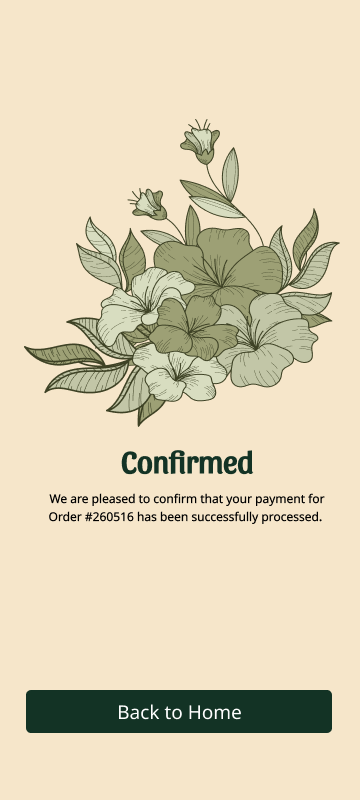 Confirmed
We are pleased to confirm that your payment for
Order #260516 has been successfully processed.
Back to Home